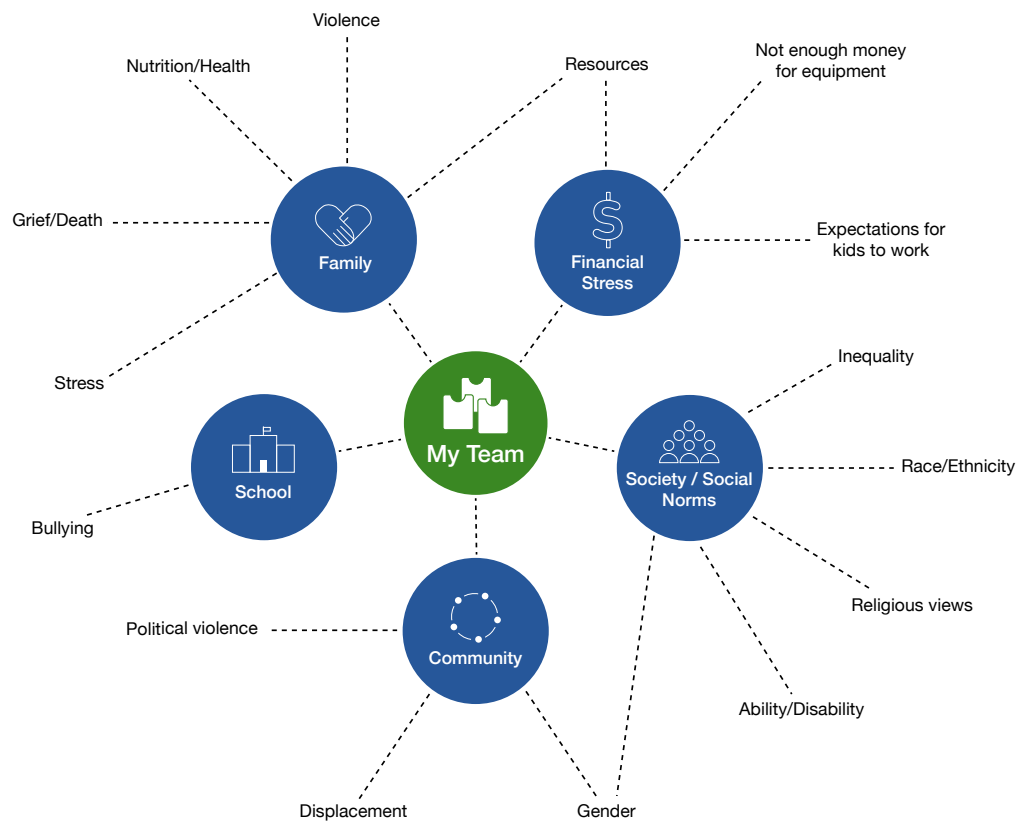 Violence
Nutrition/Health
Resources
Not enough money
for equipment
Grief/Death
Family
Financial
Stress
Expectations for
kids to work
Stress
My Team
Inequality
School
Society / Social
Norms
Race/Ethnicity
Bullying
Religious views
Political violence
Community
Ability/Disability
Displacement
Gender